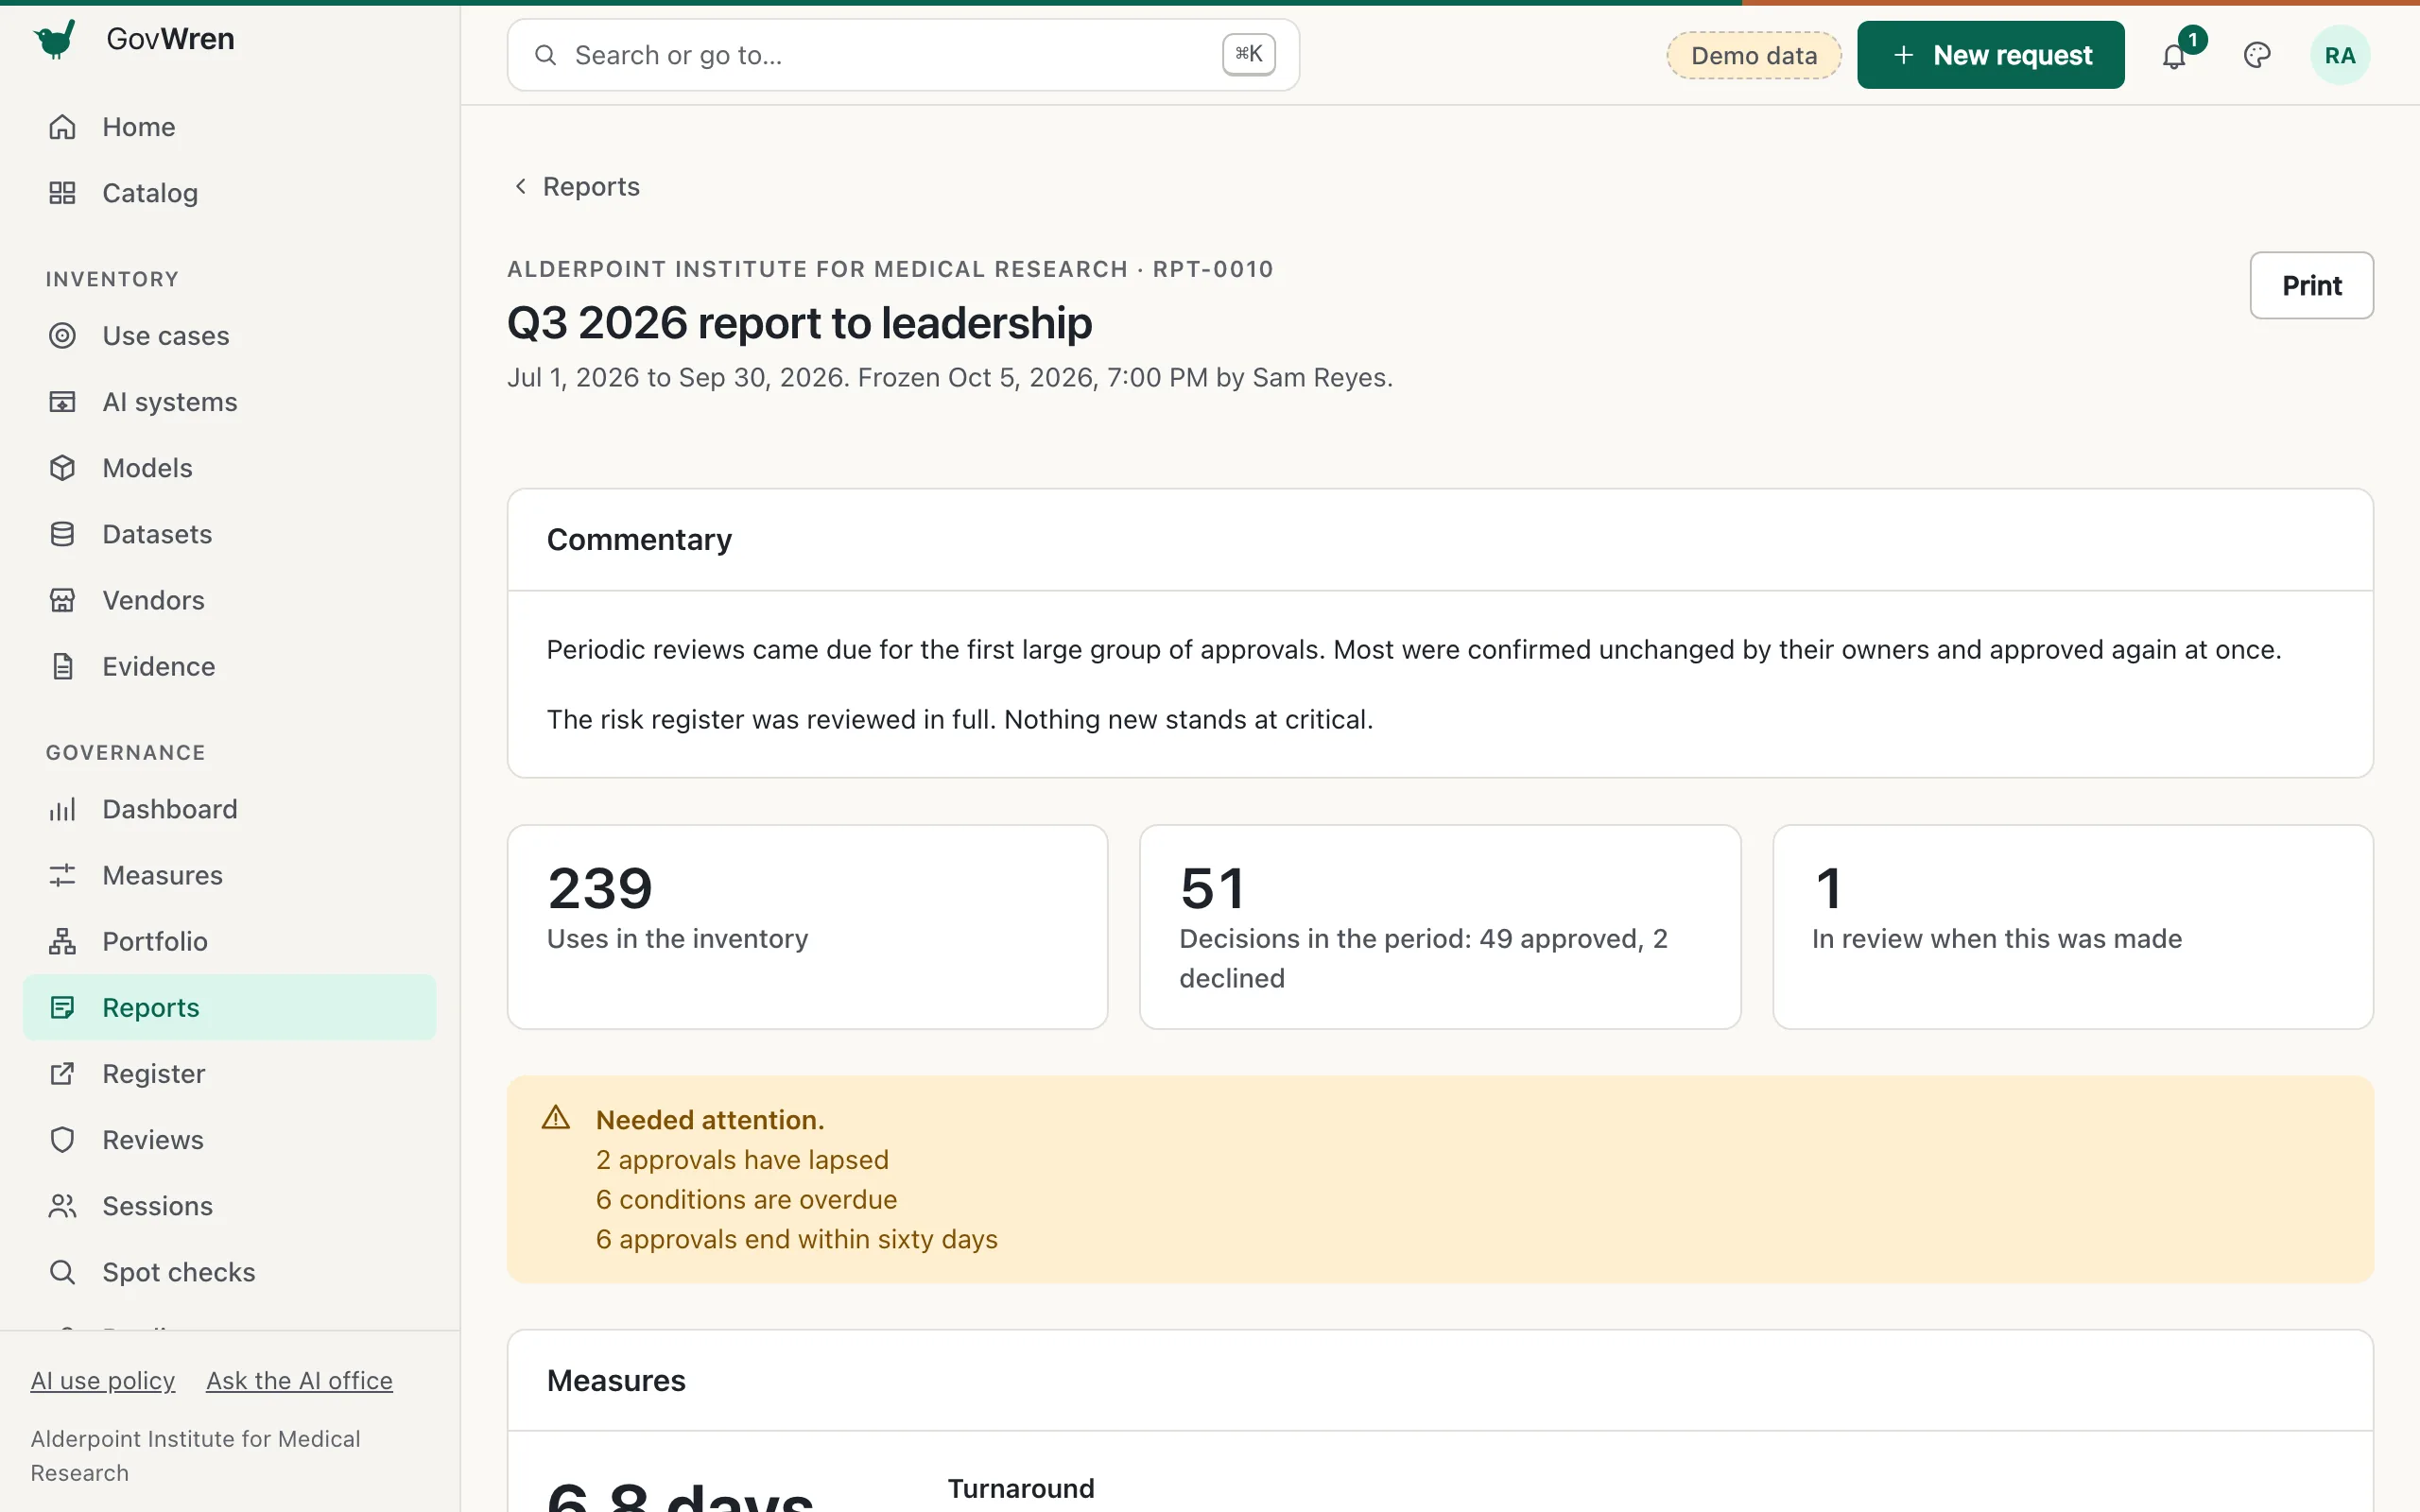 GovWren
Search or go to...
⌘K
Demo data
+ New request
1
RA
Home
Catalog
INVENTORY
Use cases
AI systems
Models
Datasets
Vendors
Evidence
GOVERNANCE
Dashboard
Measures
Portfolio
Reports
Register
Reviews
Sessions
Spot checks
AI use policy
Ask the AI office
Alderpoint Institute for Medical
Research
Reports
ALDERPOINT INSTITUTE FOR MEDICAL RESEARCH · RPT-0010
Q3 2026 report to leadership
Jul 1, 2026 to Sep 30, 2026. Frozen Oct 5, 2026, 7:00 PM by Sam Reyes.
Print
Commentary
Periodic reviews came due for the first large group of approvals. Most were confirmed unchanged by their owners and approved again at once.
The risk register was reviewed in full. Nothing new stands at critical.
239
Uses in the inventory
51
Decisions in the period: 49 approved, 2
declined
1
In review when this was made
Needed attention.
2 approvals have lapsed
6 conditions are overdue
6 approvals end within sixty days
Measures
6.8 days
Turnaround